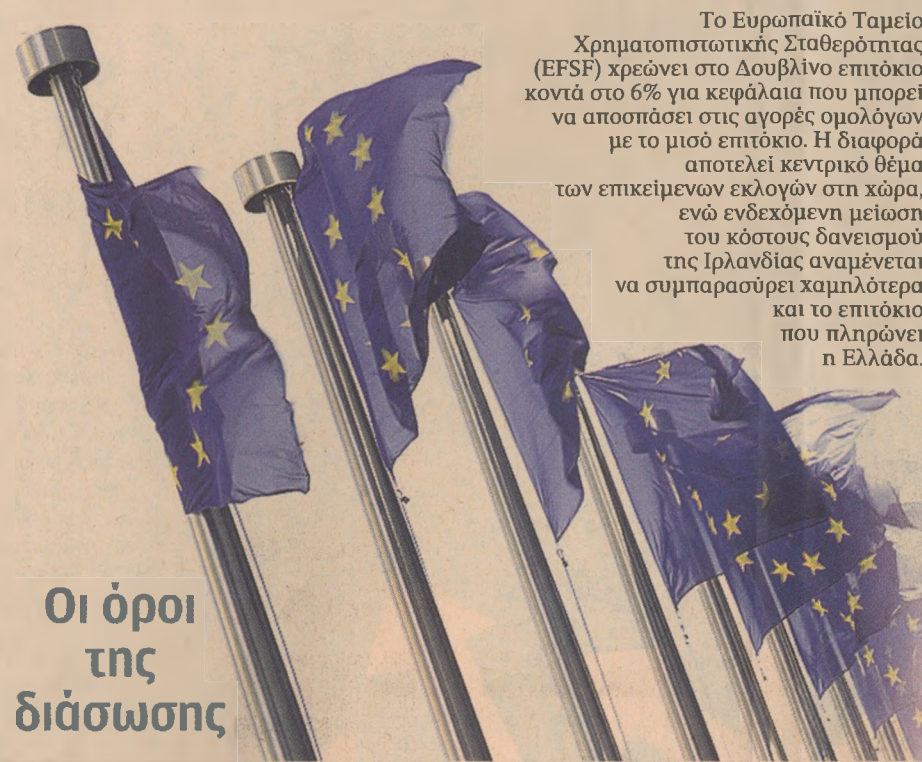 Το Ευρωπαϊκό Ταμείο
Χρηματοπιστωτικής Σταθερότητας
(EFSF) χρεώνει στο Δουβλίνο επιτόκιο
κοντά στο 6% για κεφάλαια που μπορεί
να αποσπάσει στις αγορές ομολόγων
με το μισό επιτόκιο. Η διαφορά
αποτελεί κεντρικό θέμα
των επικείμενων εκλογών στη χώρα,
ενώ ενδεχόμενη μείωση
του κόστους δανεισμού
της Ιρλανδίας αναμένεται
να συμπαρασύρει χαμηλότερα
και το επιτόκιο
που πληρώνει
η Ελλάδα.
Οι όροι
της
διάσωσης